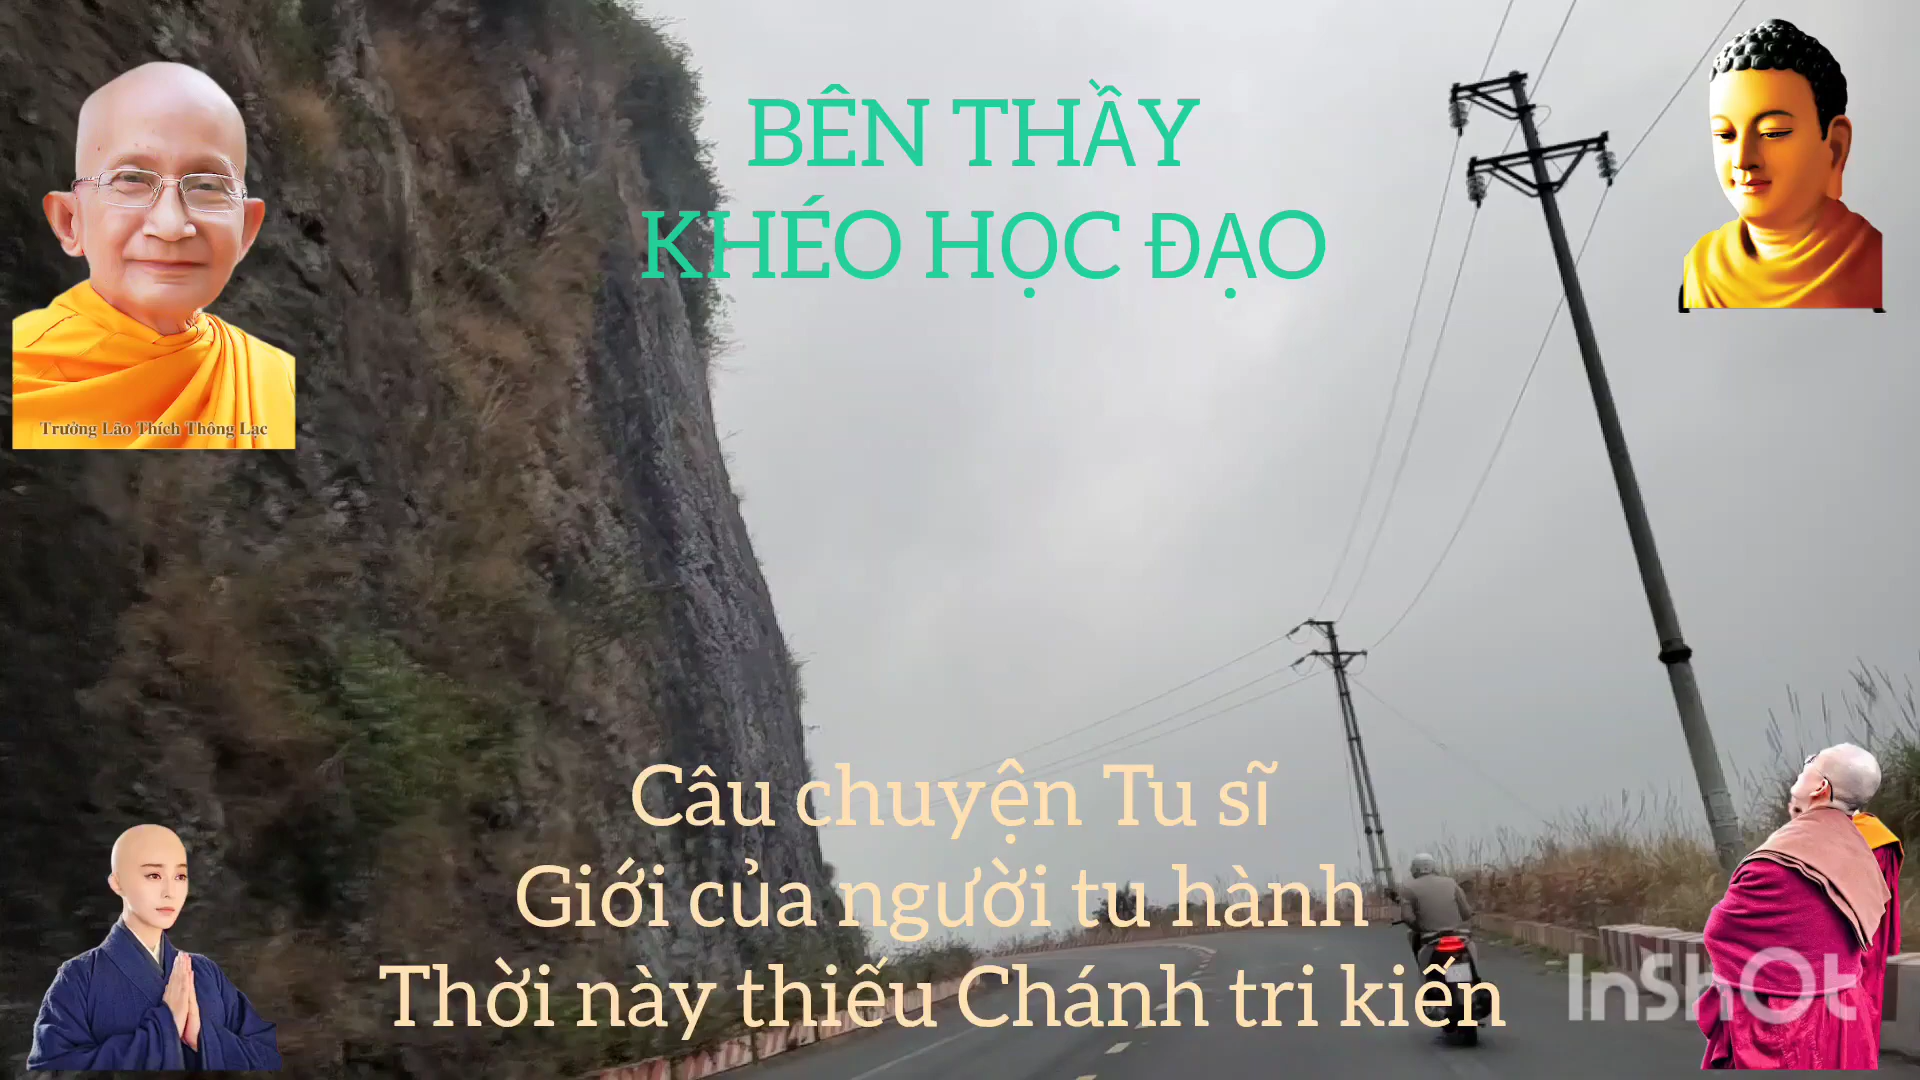 BÊN THẦY
KHÉO HỌC ĐẠO
Trưởng Lão Thích Thông Lạc
Câu chuyện Tu sĩ
Giới của người tu hành
Thời này thiếu Chánh tri kiến
InShOt